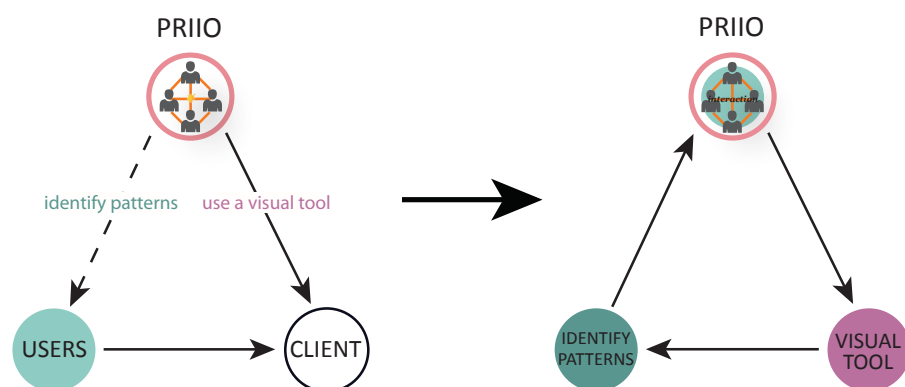 PRIIO
identify patterns
use a visual tool
USERS
CLIENT
PRIIO
interaction
IDENTIFY
PATTERNS
VISUAL
TOOL